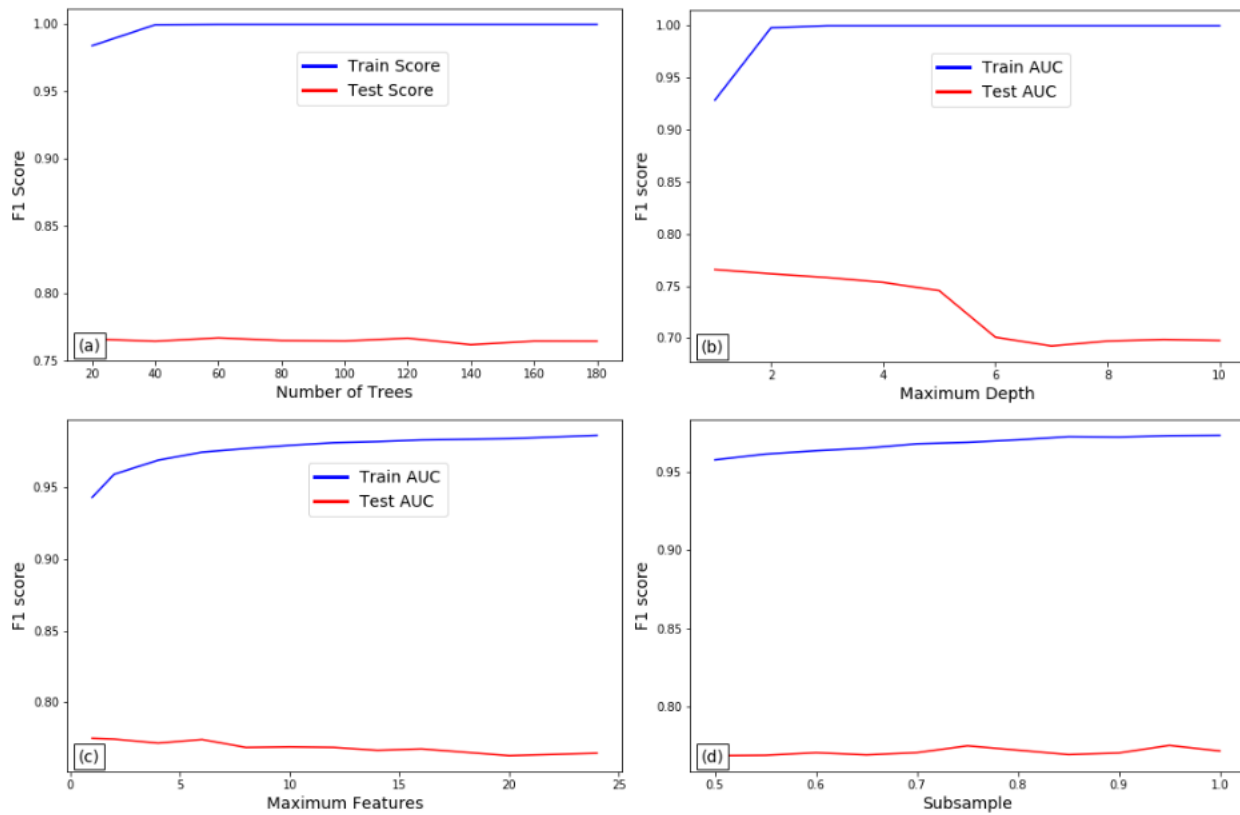 1.00
0.95
0.90
0.85
0.80
0.75
F1 Score
Train Score
Test Score
(a)
20 40 60 80 100 120 140 160 180
Number of Trees
1.00
0.95
0.90
0.85
0.80
0.75
0.70
F1 score
Train AUC
Test AUC
(b)
2 4 6 8 10
Maximum Depth
0.95
0.90
0.85
0.80
F1 score
Train AUC
Test AUC
(c)
0 5 10 15 20 25
Maximum Features
0.95
0.90
0.85
0.80
F1 score
(d)
0.5 0.6 0.7 0.8 0.9 1.0
Subsample